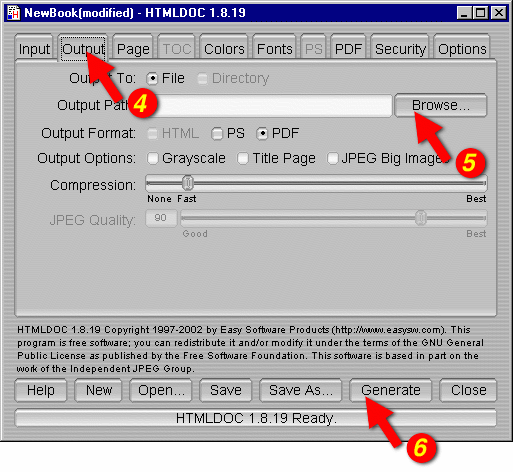 NewBook(modified) - HTMLDOC 1.8.19
Input Output Page TOC Colors Fonts PS PDF Security Options
Output To: File Directory
4
Output Path: Browse...
5
Output Format: HTML PS PDF
Output Options: Grayscale Title Page JPEG Big Images
Compression:
None Fast Best
JPEG Quality: 90
Good Best
HTMLDOC 1.8.19 Copyright 1997-2002 by Easy Software Products (http://www.easysw.com). This
program is free software; you can redistribute it and/or modify it under the terms of the GNU General
Public License as published by the Free Software Foundation. This software is based in part on the
work of the Independent JPEG Group.
Help New Open... Save Save As... Generate Close
HTMLDOC 1.8.19 Ready.
6